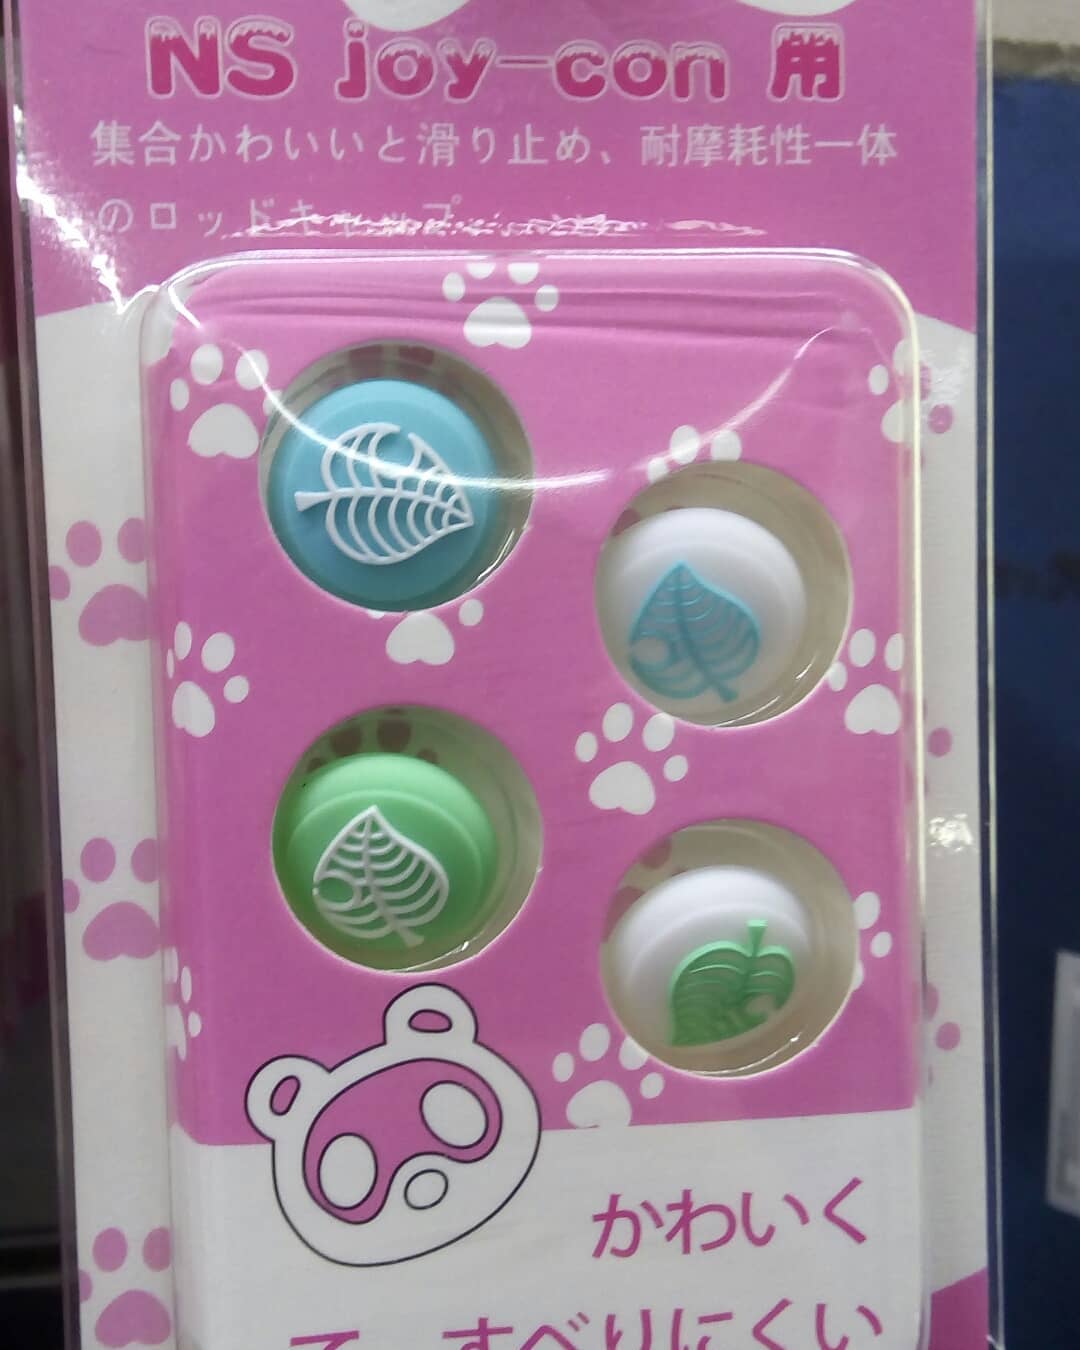 NS joy-con 用
集合かわいいと滑り止め、耐摩耗性一体
のロッドキャップ
かわいく
て、すべりにくい